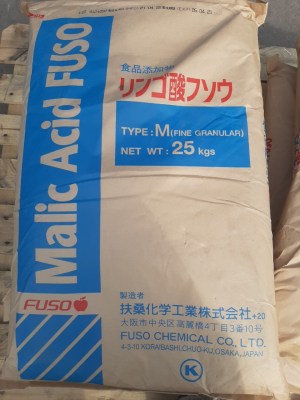 Malic Acid FUSO
食品添加物
リンゴ酸フソウ
TYPE : M (FINE GRANULAR)
NET WT : 25 kgs
FUSO
製造者
扶桑化学工業株式会社+20
大阪市中央区高麗橋4丁目3番10号
FUSO CHEMICAL CO., LTD.
4-3-10 KORAIBASHI, CHUO-KU, OSAKA, JAPAN
K